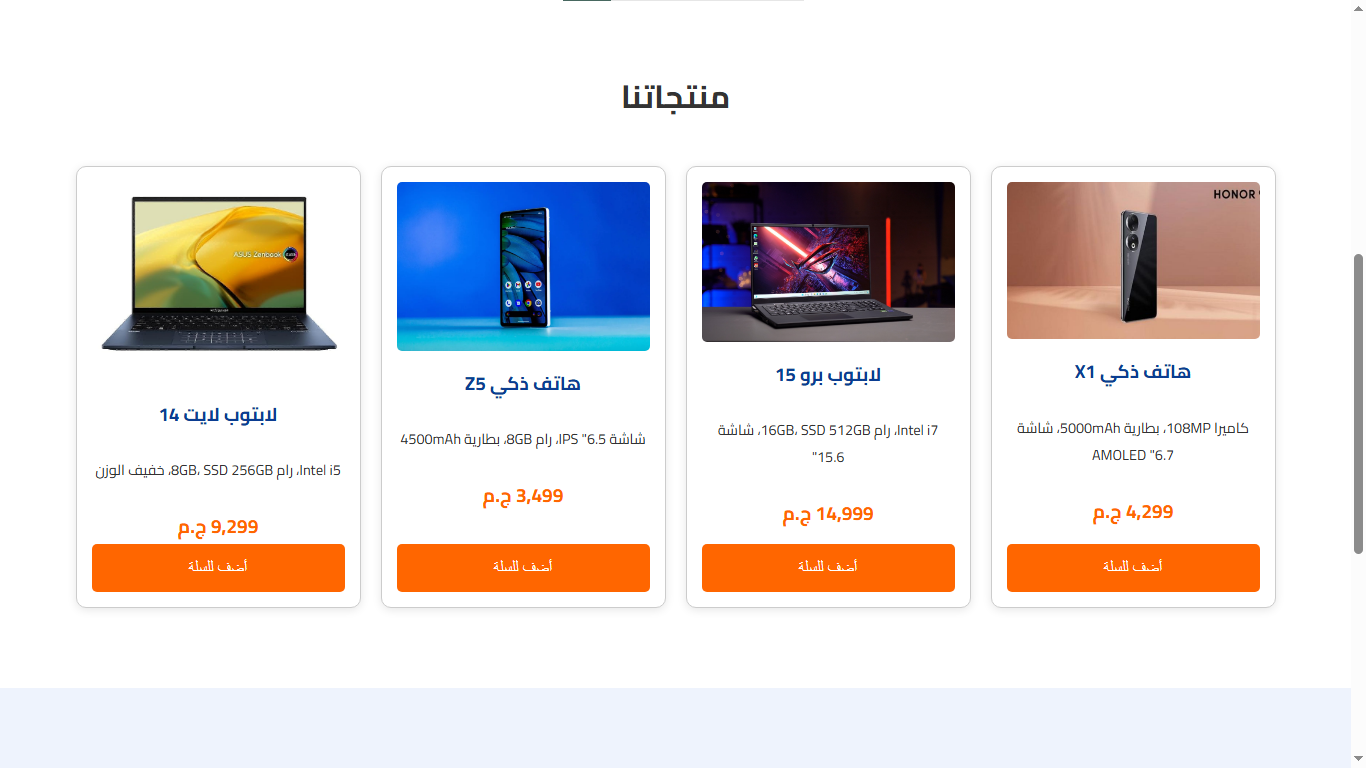 منتجاتنا
HONOR
هاتف ذكي X1
كاميرا 108MP، بطارية 5000mAh، شاشة
6.7" AMOLED
4,299 ج.م
أضف للسلة
لابتوب برو 15
Intel i7، رام 16GB، SSD 512GB، شاشة
15.6"
14,999 ج.م
أضف للسلة
هاتف ذكي Z5
شاشة 6.5" IPS، رام 8GB، بطارية 4500mAh
3,499 ج.م
أضف للسلة
ASUS Zenbook
لابتوب لايت 14
Intel i5، رام 8GB، SSD 256GB، خفيف الوزن
9,299 ج.م
أضف للسلة